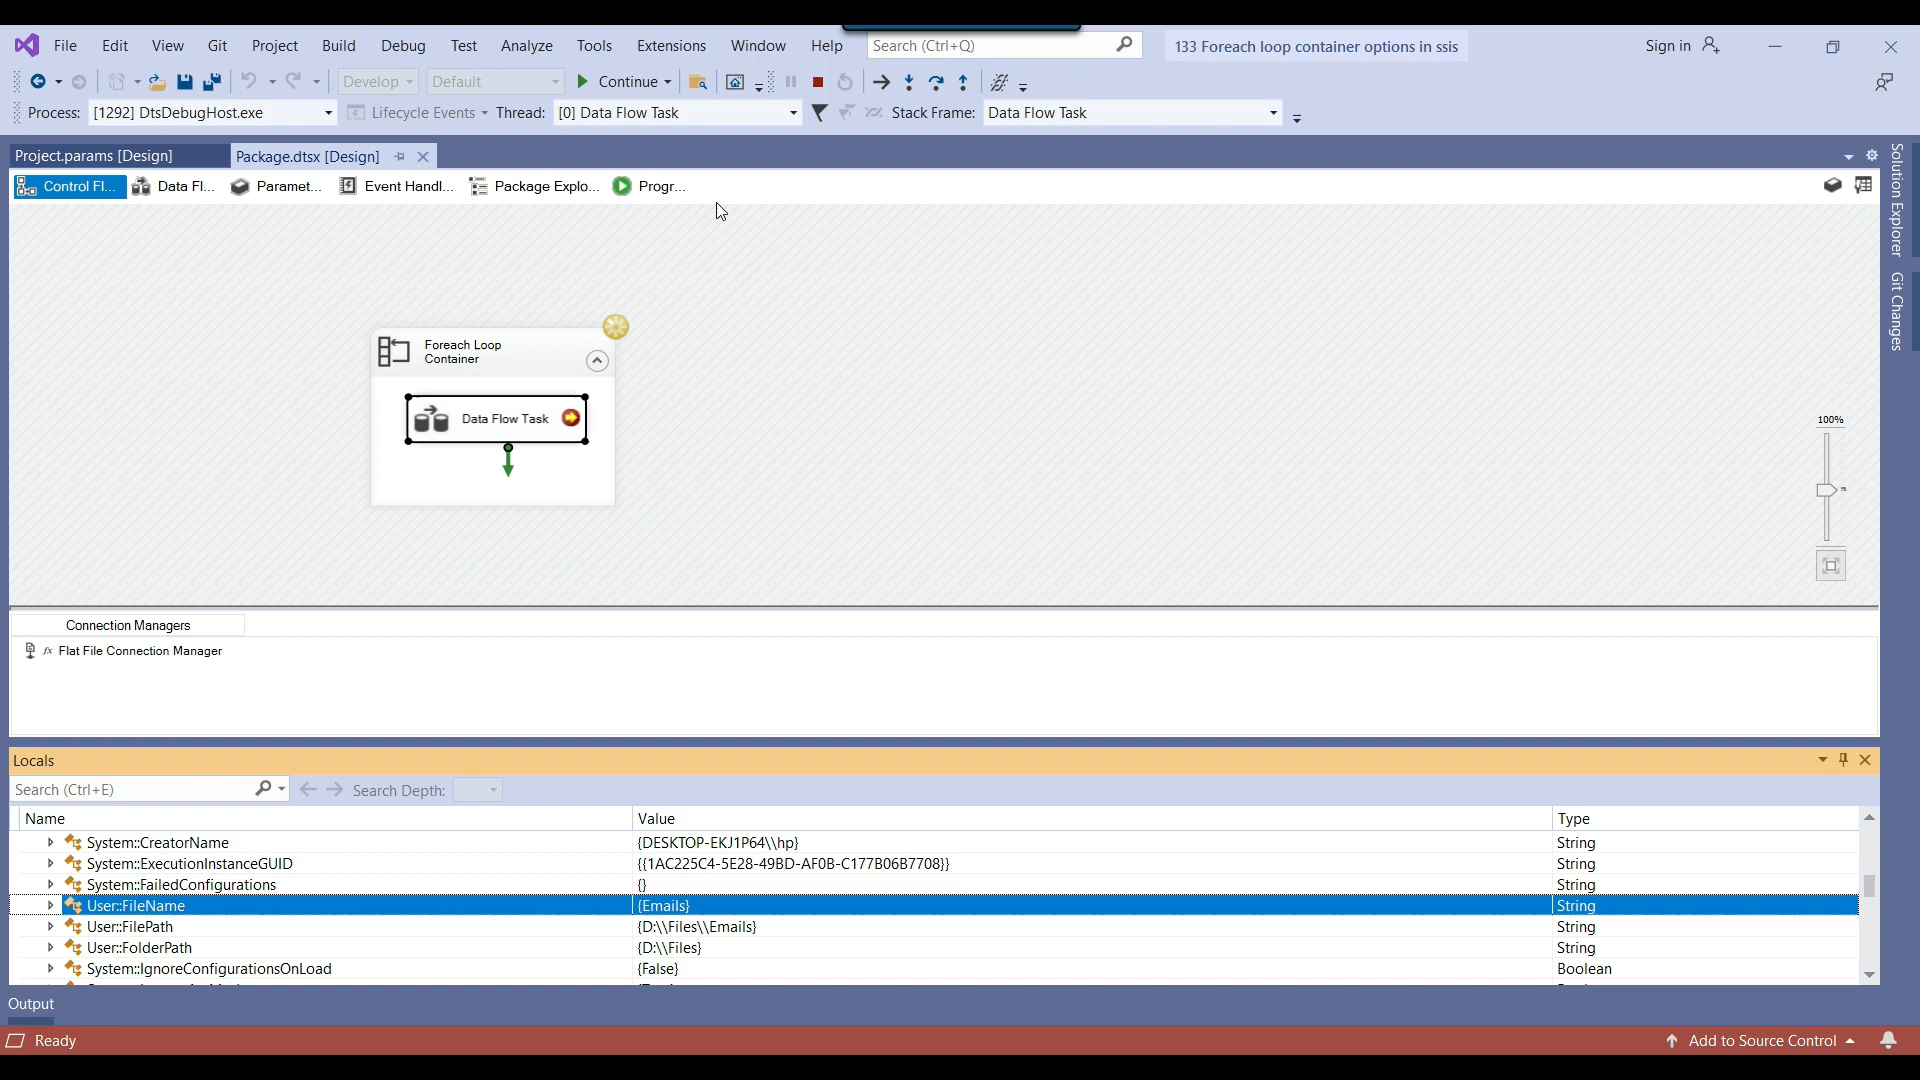 File Edit View Git Project Build Debug Test Analyze Tools Extensions Window Help Search (Ctrl+Q) 133 Foreach loop container options in ssis Sign in
Develop Default Continue
Process: [1292] DtsDebugHost.exe Lifecycle Events Thread: [0] Data Flow Task Stack Frame: Data Flow Task
Project.params [Design] Package.dtsx [Design]
Control Fl... Data Fl... Paramet... Event Handl... Package Explo... Progr...
Solution Explorer
Git Changes
Foreach Loop
Container
Data Flow Task
100%
Connection Managers
fx Flat File Connection Manager
Locals
Search (Ctrl+E) Search Depth:
Name Value Type
System::CreatorName {DESKTOP-EKJ1P64\\hp} String
System::ExecutionInstanceGUID {{1AC225C4-5E28-49BD-AF0B-C177B06B7708}} String
System::FailedConfigurations {} String
User::FileName {Emails} String
User::FilePath {D:\\Files\\Emails} String
User::FolderPath {D:\\Files} String
System::IgnoreConfigurationsOnLoad {False} Boolean
Output
Ready Add to Source Control